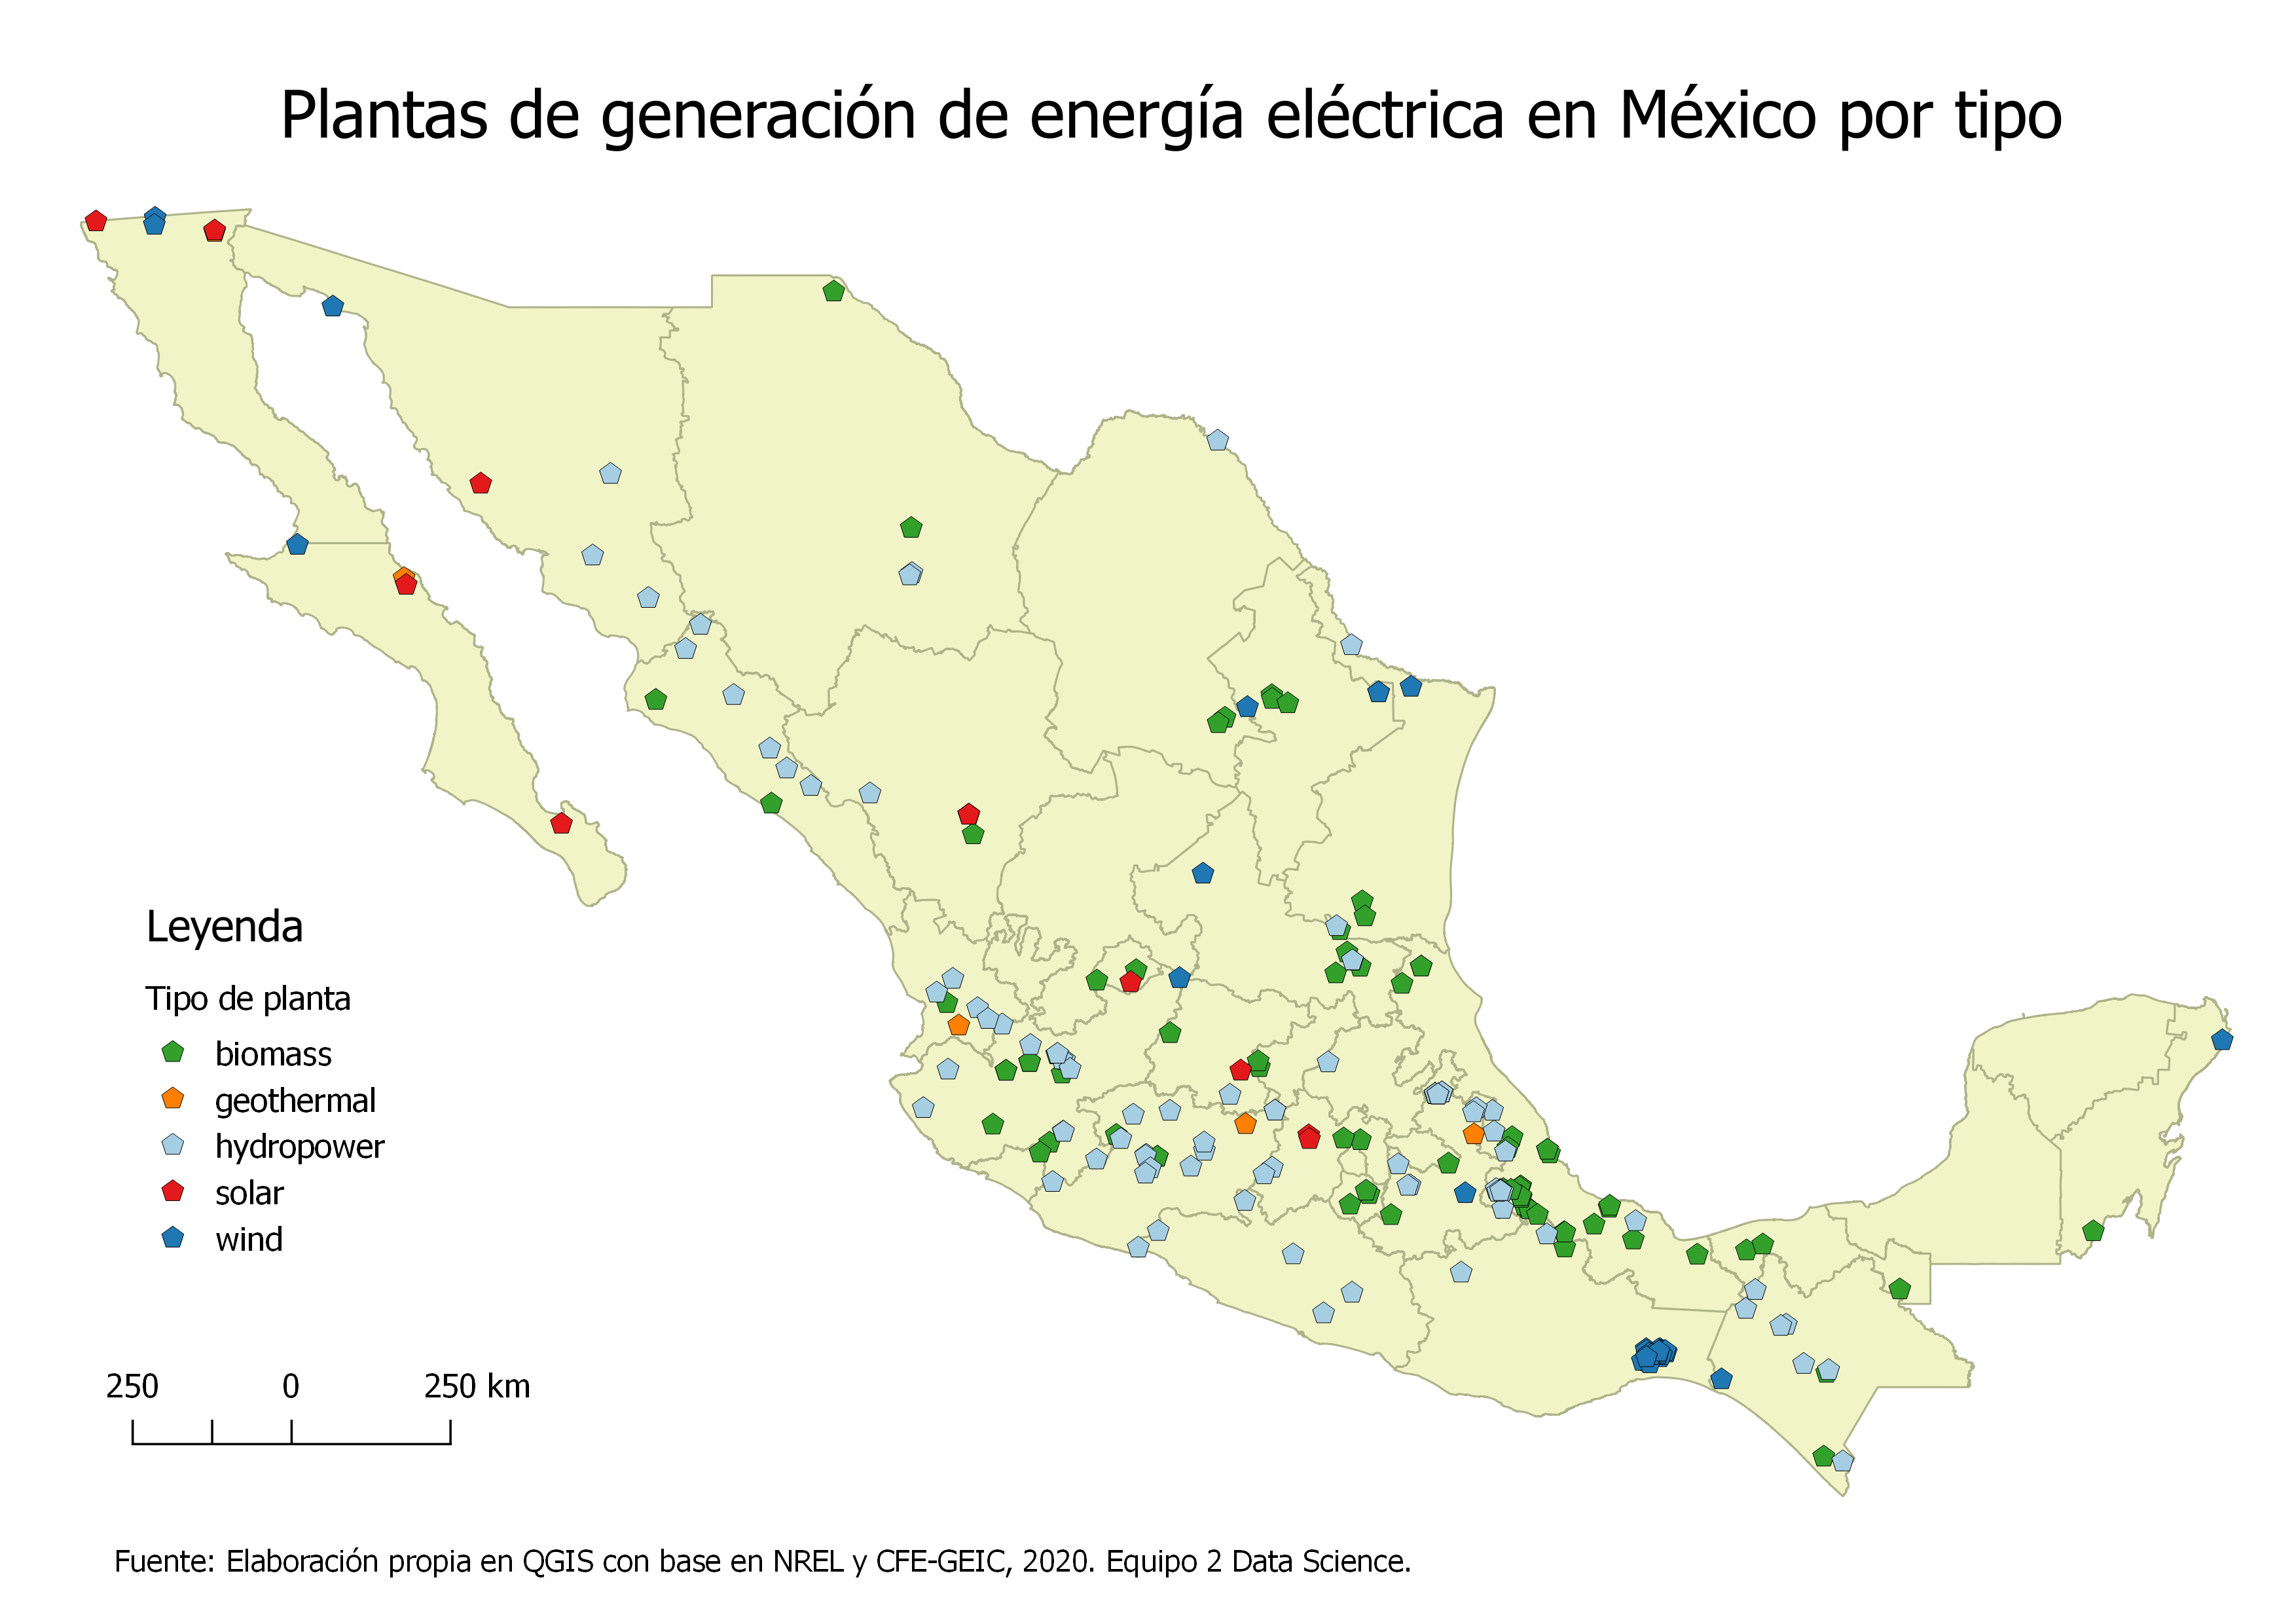 Plantas de generación de energía eléctrica en México por tipo
Leyenda
Tipo de planta
biomass
geothermal
hydropower
solar
wind
250 0 250 km
Fuente: Elaboración propia en QGIS con base en NREL y CFE-GEIC, 2020. Equipo 2 Data Science.